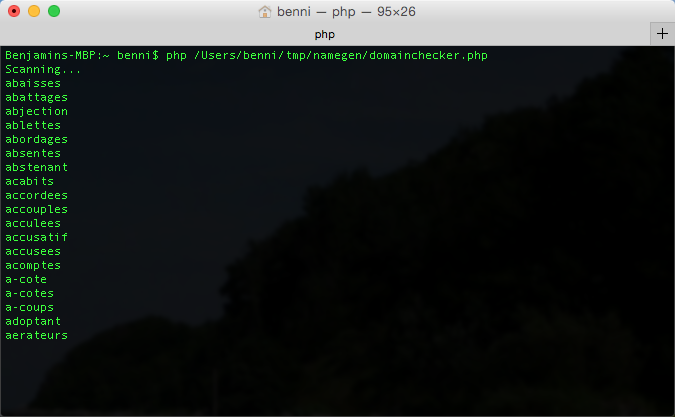 benni — php — 95×26
php
+
Benjamins-MBP:~ benni$ php /Users/benni/tmp/namegen/domainchecker.php
Scanning...
abaisses
abattages
abjection
ablettes
abordages
absentes
abstenant
acabits
accordees
accouples
acculees
accusatif
accusees
acomptes
a-cote
a-cotes
a-coups
adoptant
aerateurs